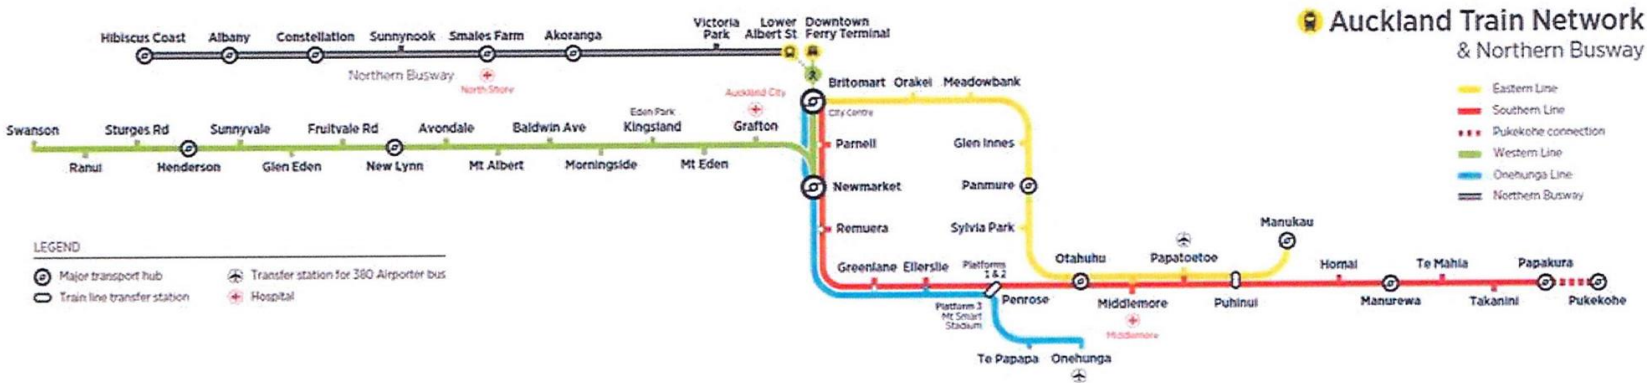 Auckland Train Network
& Northern Busway
Eastern Line
Southern Line
Pukekohe connection
Western Line
Onehunga Line
Northern Busway
Hibiscus Coast
Albany
Constellation
Sunnynook
Smales Farm
Akoranga
Victoria
Park
Lower
Albert St
Downtown
Ferry Terminal
Northern Busway
North Shore
Britomart
City Centre
Orakei
Meadowbank
Auckland City
Swanson
Sturges Rd
Sunnyvale
Fruitvale Rd
Avondale
Baldwin Ave
Eden Park
Kingsland
Grafton
Ranui
Henderson
Glen Eden
New Lynn
Mt Albert
Morningside
Mt Eden
Parnell
Glen Innes
Newmarket
Panmure
Remuera
Sylvia Park
Manukau
Greenlane
Ellerslie
Platforms
1 & 2
Otahuhu
Papatoetoe
Homai
Te Mahia
Papakura
Penrose
Middlemore
Puhinui
Manurewa
Takanini
Pukekohe
Platform 3
Mt Smart
Stadium
Middlemore
Te Papapa
Onehunga
LEGEND
Major transport hub
Train line transfer station
Transfer station for 380 Airporter bus
Hospital